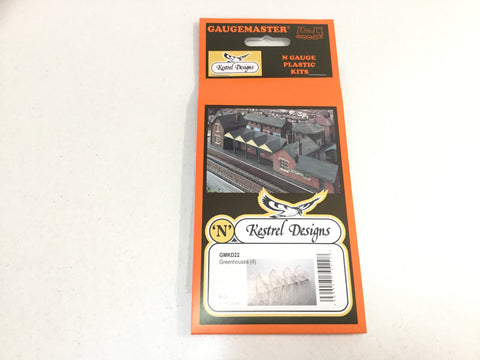 GAUGEMASTER
Kestrel Designs
N GAUGE
PLASTIC
KITS
'N'
Kestrel Designs
GMKD22
Greenhouses (4)